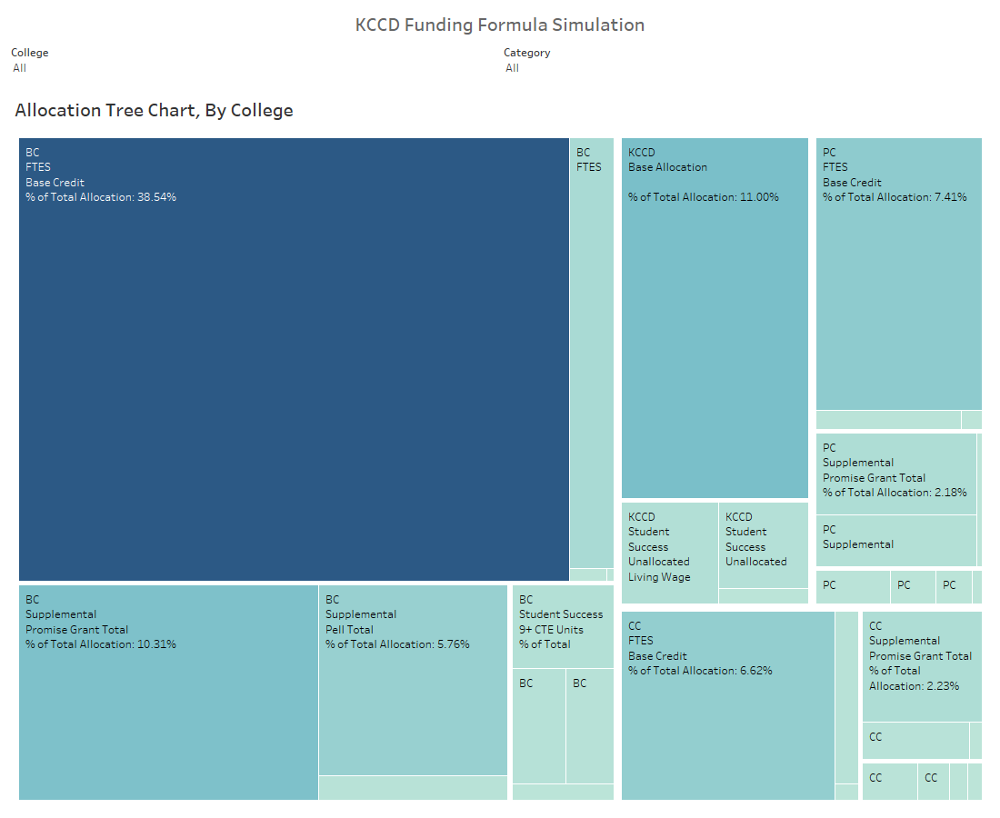 KCCD Funding Formula Simulation
College
All
Category
All
Allocation Tree Chart, By College
BC
FTES
Base Credit
% of Total Allocation: 38.54%
BC
FTES
KCCD
Base Allocation
% of Total Allocation: 11.00%
PC
FTES
Base Credit
% of Total Allocation: 7.41%
PC
Supplemental
Promise Grant Total
% of Total Allocation: 2.18%
KCCD
Student
Success
Unallocated
Living Wage
KCCD
Student
Success
Unallocated
PC
Supplemental
PC
PC
PC
BC
Supplemental
Promise Grant Total
% of Total Allocation: 10.31%
BC
Supplemental
Pell Total
% of Total Allocation: 5.76%
BC
Student Success
9+ CTE Units
% of Total
BC
BC
CC
FTES
Base Credit
% of Total Allocation: 6.62%
CC
Supplemental
Promise Grant Total
% of Total
Allocation: 2.23%
CC
CC
CC